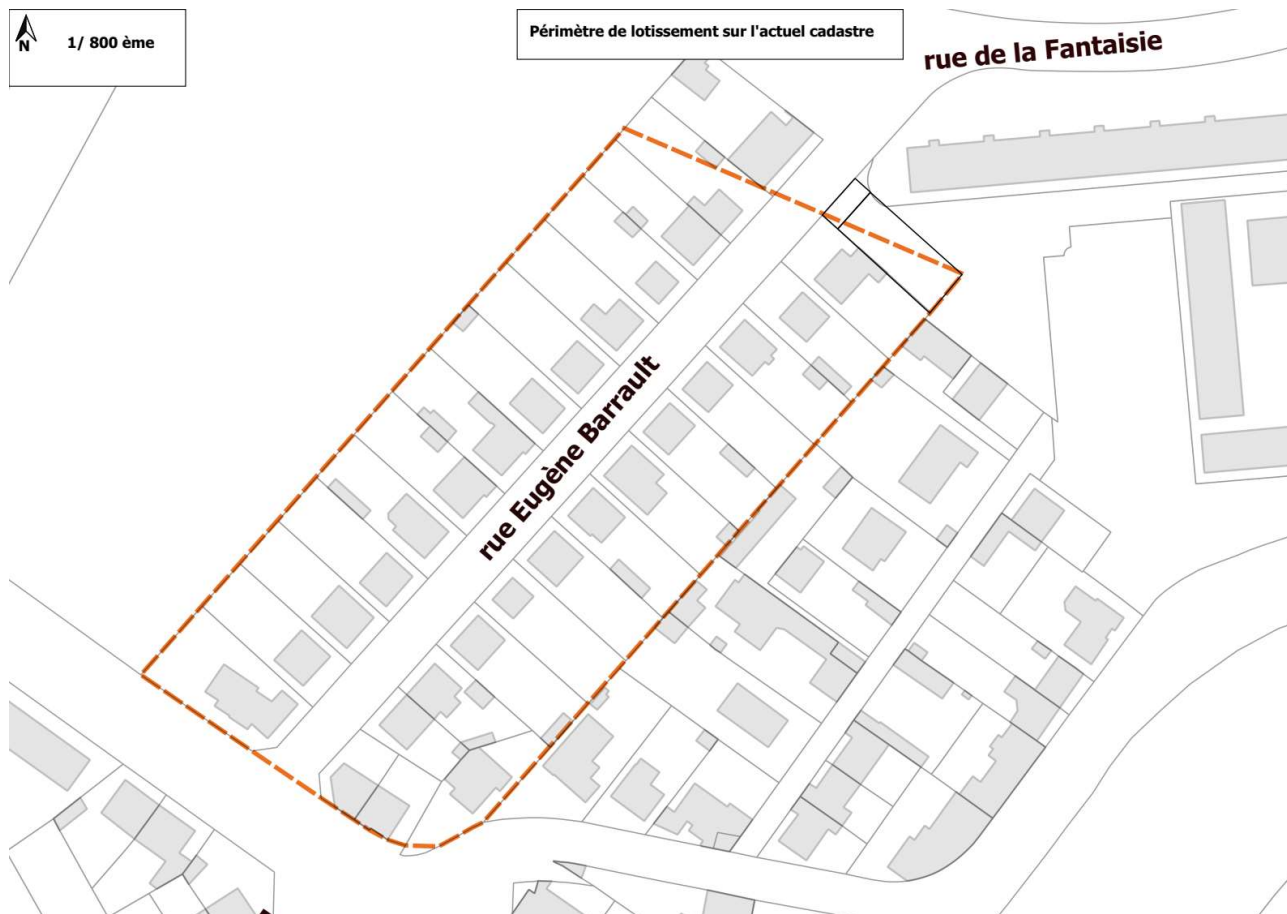 N
1/ 800 ème
Périmètre de lotissement sur l'actuel cadastre
rue de la Fantaisie
rue Eugène Barrault